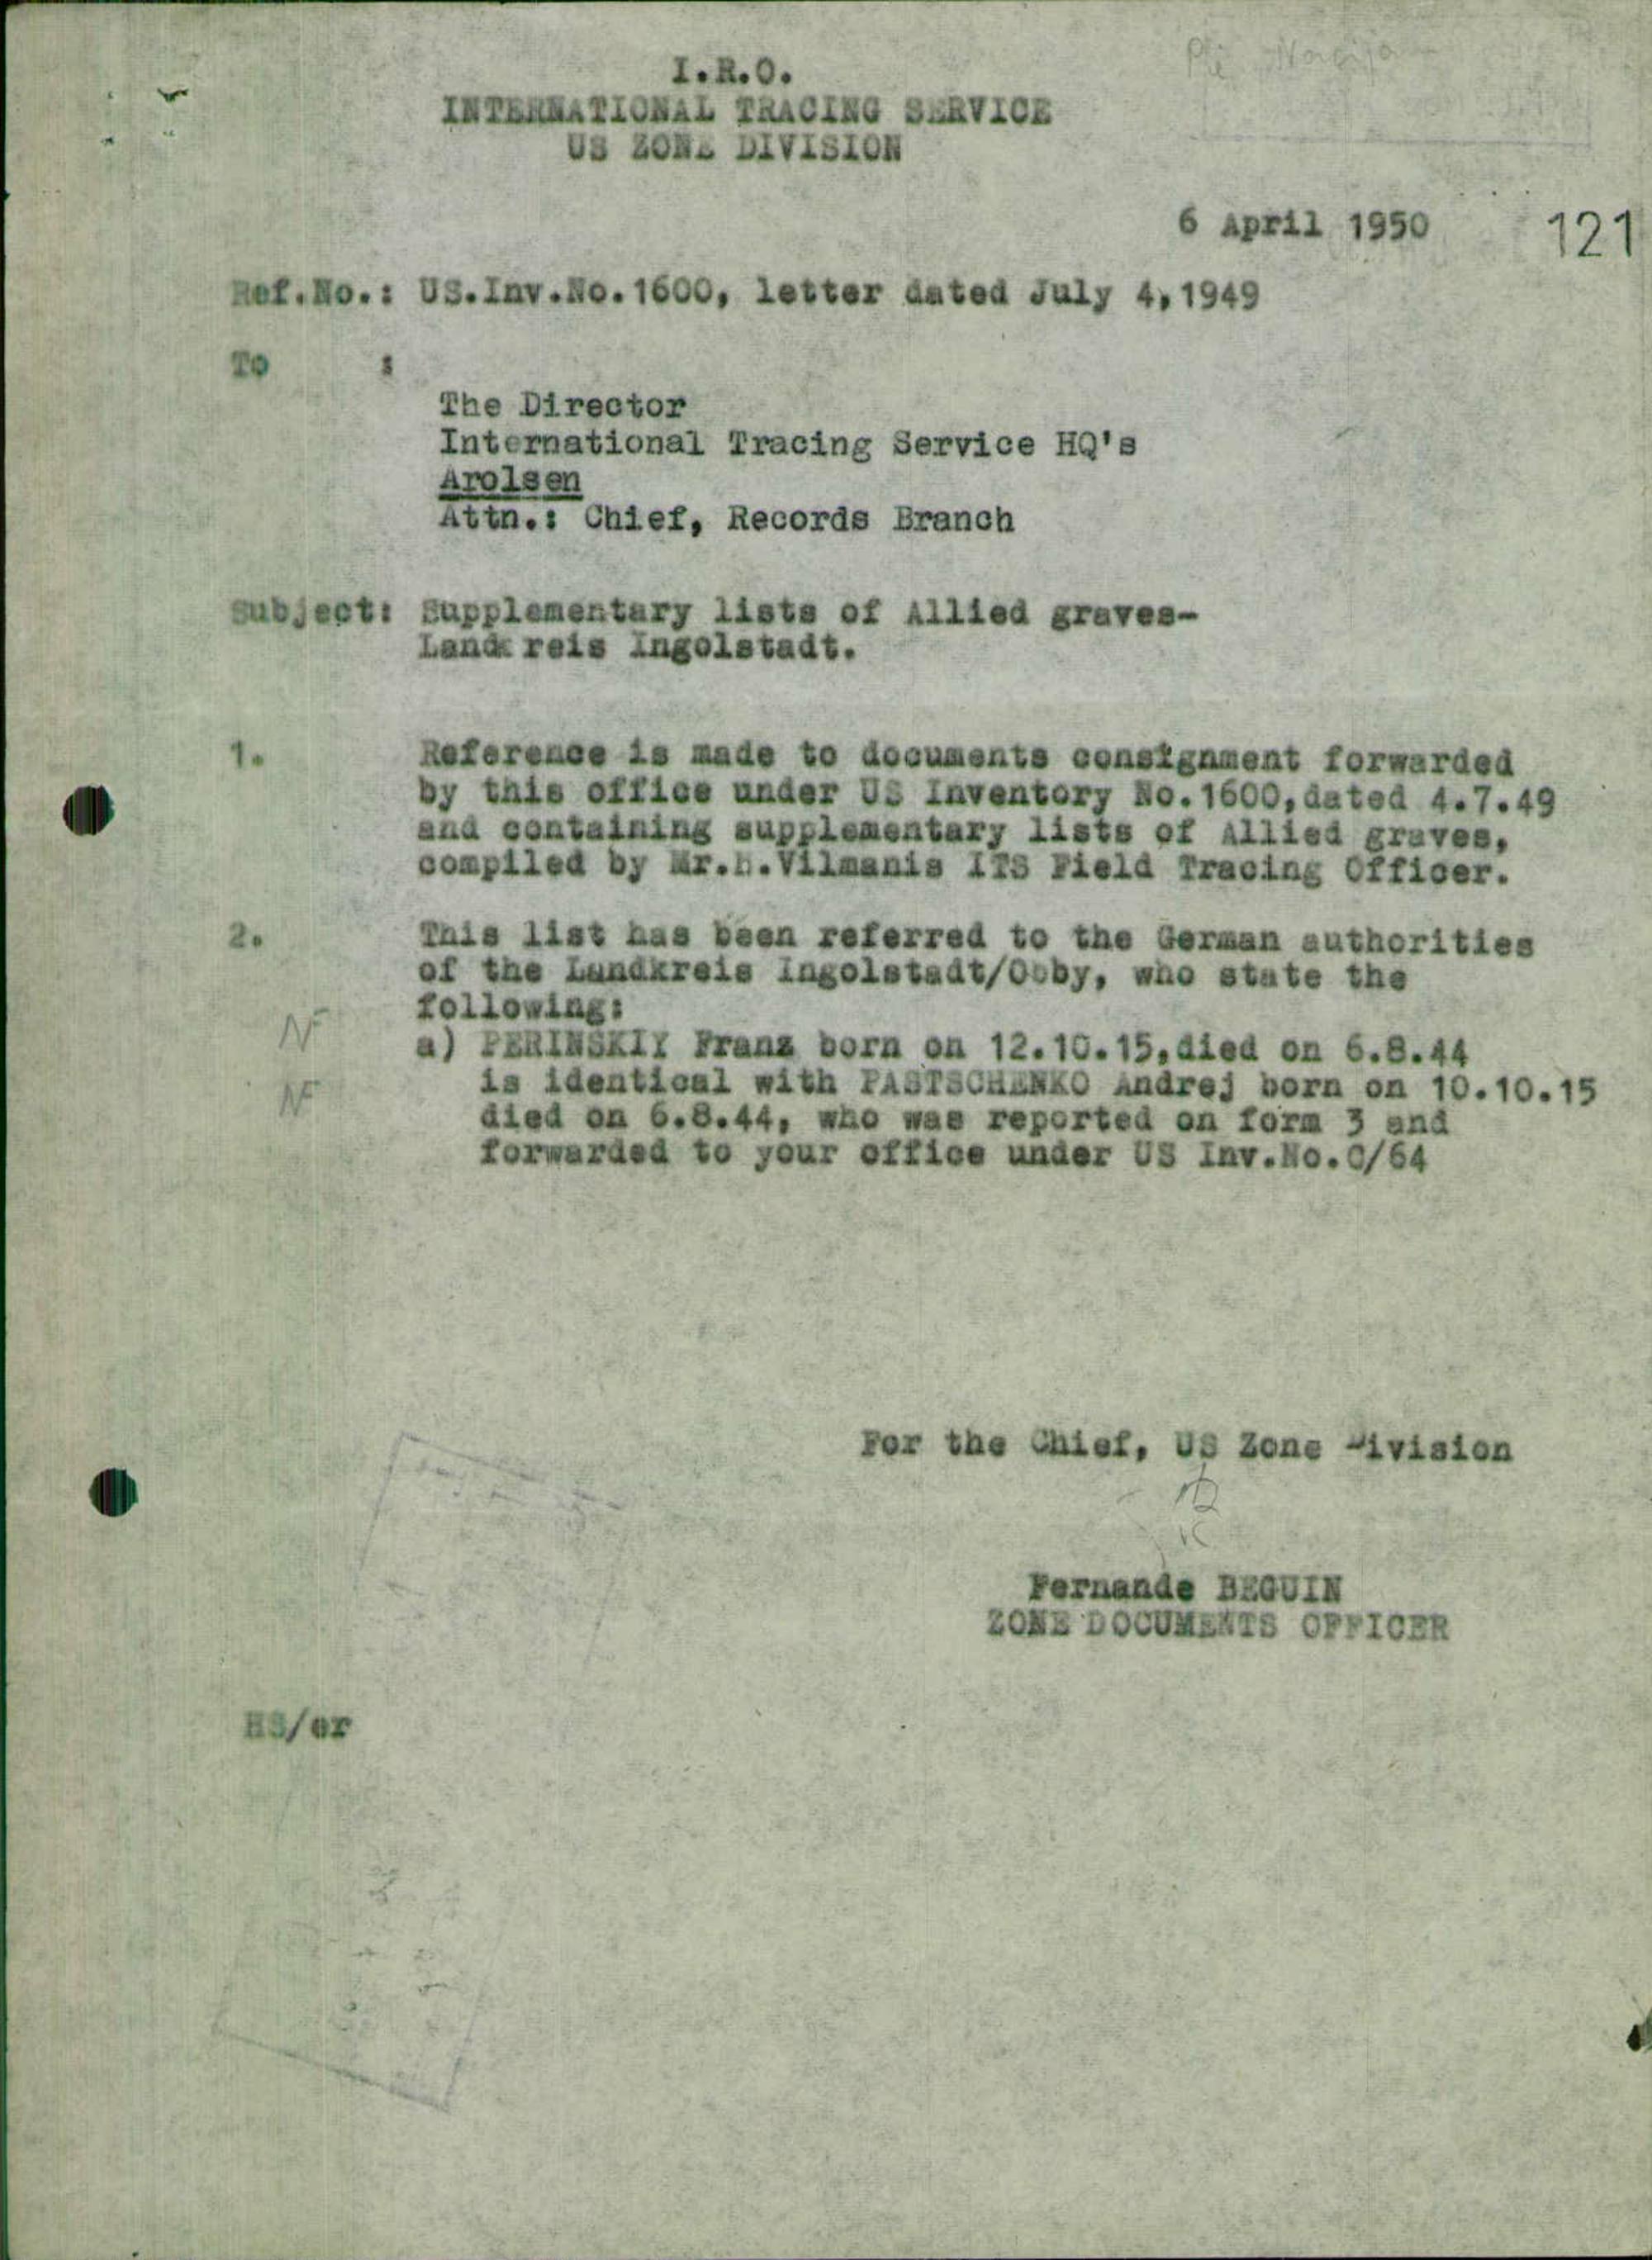 I.R.O.
INTERNATIONAL TRACING SERVICE
US ZONE DIVISION
6 April 1950
121
Ref.No.: US.Inv.No.1600, letter dated July 4,1949
To :
The Director
International Tracing Service HQ's
Arolsen
Attn.: Chief, Records Branch
Subject: Supplementary lists of Allied graves-
Landkreis Ingolstadt.
1. Reference is made to documents consignment forwarded
by this office under US Inventory No.1600,dated 4.7.49
and containing supplementary lists of Allied graves,
compiled by Mr. Vilmanis ITS Field Tracing Officer.
2. This list has been referred to the German authorities
of the Landkreis Ingolstadt/Obby, who state the
following:
NF
a) PERINSKIY Franz born on 12.10.15,died on 6.8.44
is identical with PASTSCHENKO Andrej born on 10.10.15
NF
died on 6.8.44, who was reported on form 3 and
forwarded to your office under US Inv.No.C/64
For the Chief, US Zone Division
Fernande BEGUIN
ZONE DOCUMENTS OFFICER